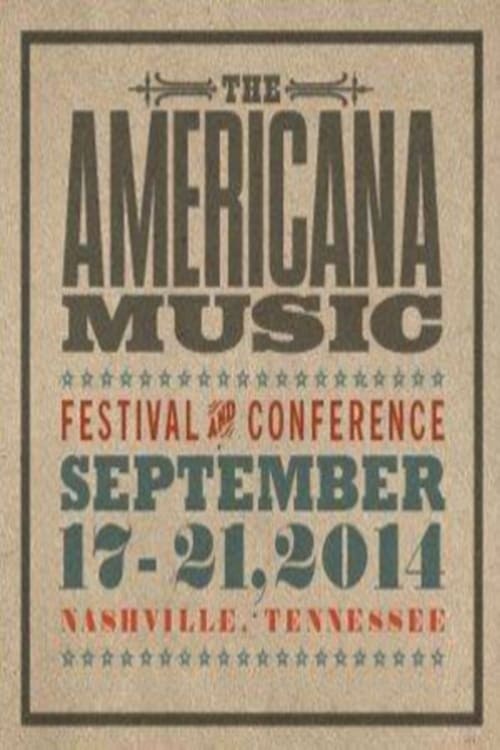 THE
AMERICANA
MUSIC
FESTIVAL AND CONFERENCE
SEPTEMBER
17-21, 2014
NASHVILLE, TENNESSEE